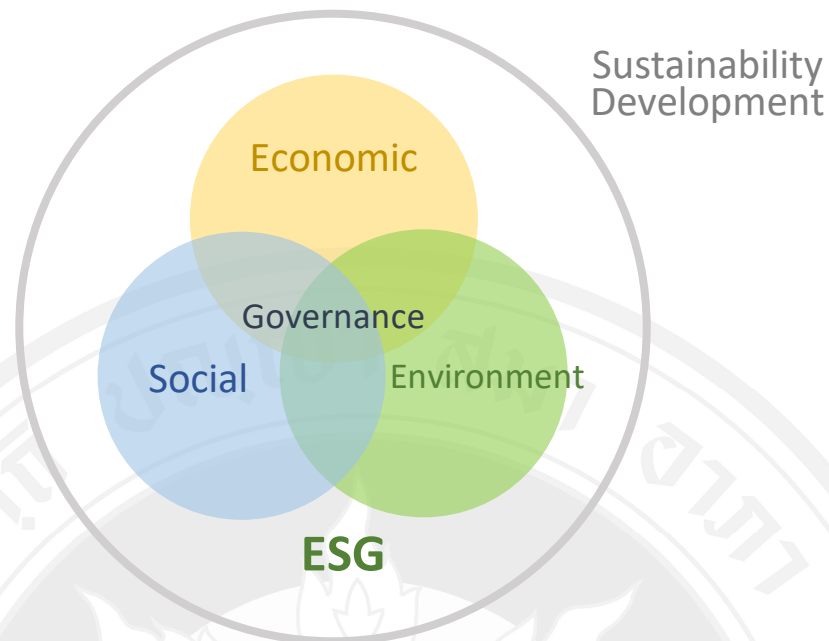 Sustainability
Development
Economic
Governance
Social
Environment
ESG